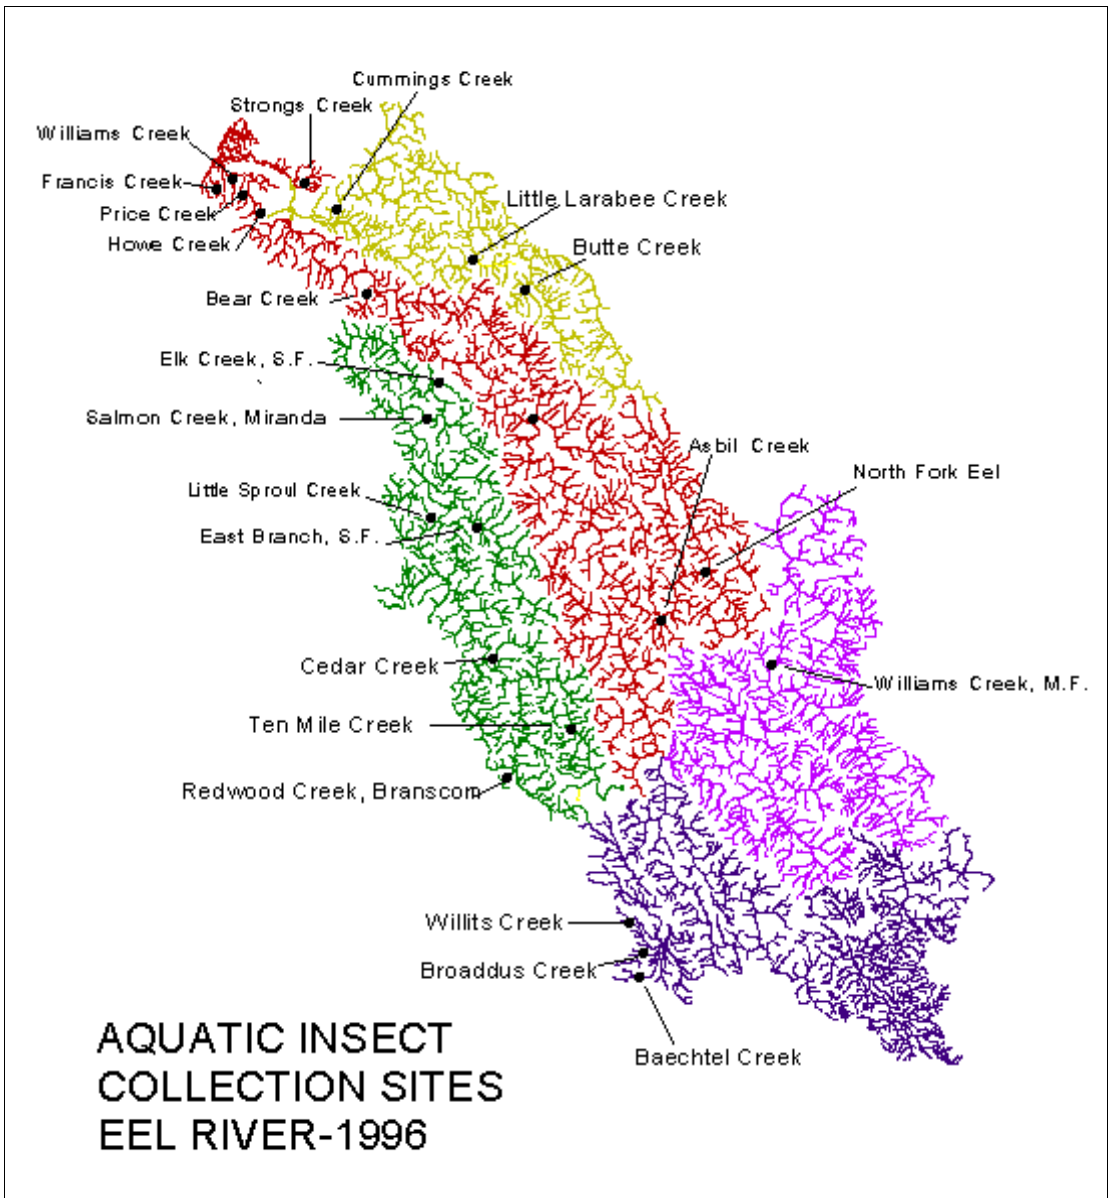 Cummings Creek
Strongs Creek
Williams Creek
Francis Creek
Price Creek
Howe Creek
Little Larabee Creek
Butte Creek
Bear Creek
Elk Creek, S.F.
Salmon Creek, Miranda
Asbil Creek
North Fork Eel
Little Sproul Creek
East Branch, S.F.
Cedar Creek
Williams Creek, M.F.
Ten Mile Creek
Redwood Creek, Branscom
Willits Creek
Broaddus Creek
Baechtel Creek
AQUATIC INSECT
COLLECTION SITES
EEL RIVER-1996